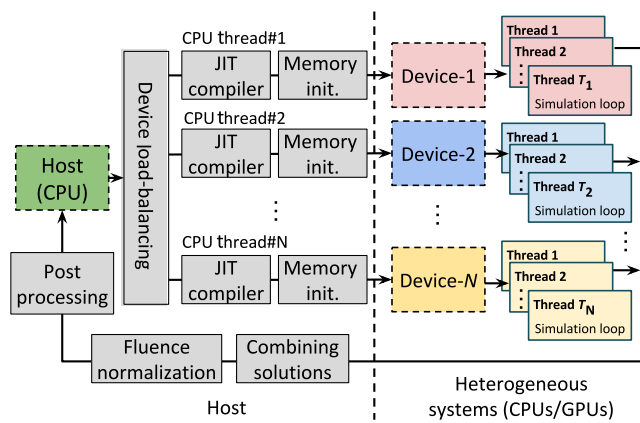 CPU thread#1
JIT
compiler
Memory
init.
Device-1
Thread 1
Thread 2
⋮
Thread T1
Simulation loop
Host
(CPU)
Device load-balancing
CPU thread#2
JIT
compiler
Memory
init.
Device-2
Thread 1
Thread 2
⋮
Thread T2
Simulation loop
⋮
⋮
⋮
CPU thread#N
JIT
compiler
Memory
init.
Device-N
Thread 1
Thread 2
⋮
Thread TN
Simulation loop
Post
processing
Fluence
normalization
Combining
solutions
Host
Heterogeneous
systems (CPUs/GPUs)